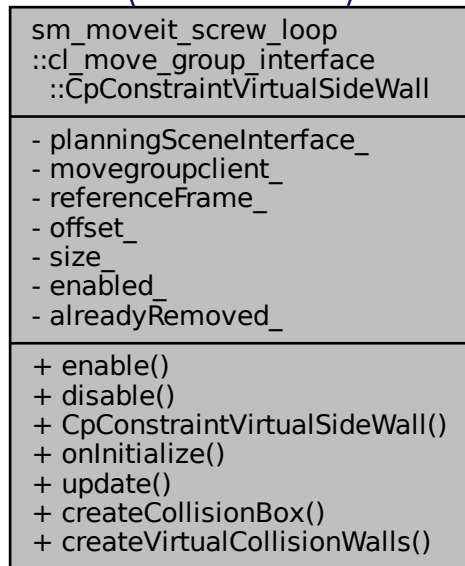 sm_moveit_screw_loop
::cl_move_group_interface
::CpConstraintVirtualSideWall
- planningSceneInterface_
- movegroupclient_
- referenceFrame_
- offset_
- size_
- enabled_
- alreadyRemoved_
+ enable()
+ disable()
+ CpConstraintVirtualSideWall()
+ onInitialize()
+ update()
+ createCollisionBox()
+ createVirtualCollisionWalls()